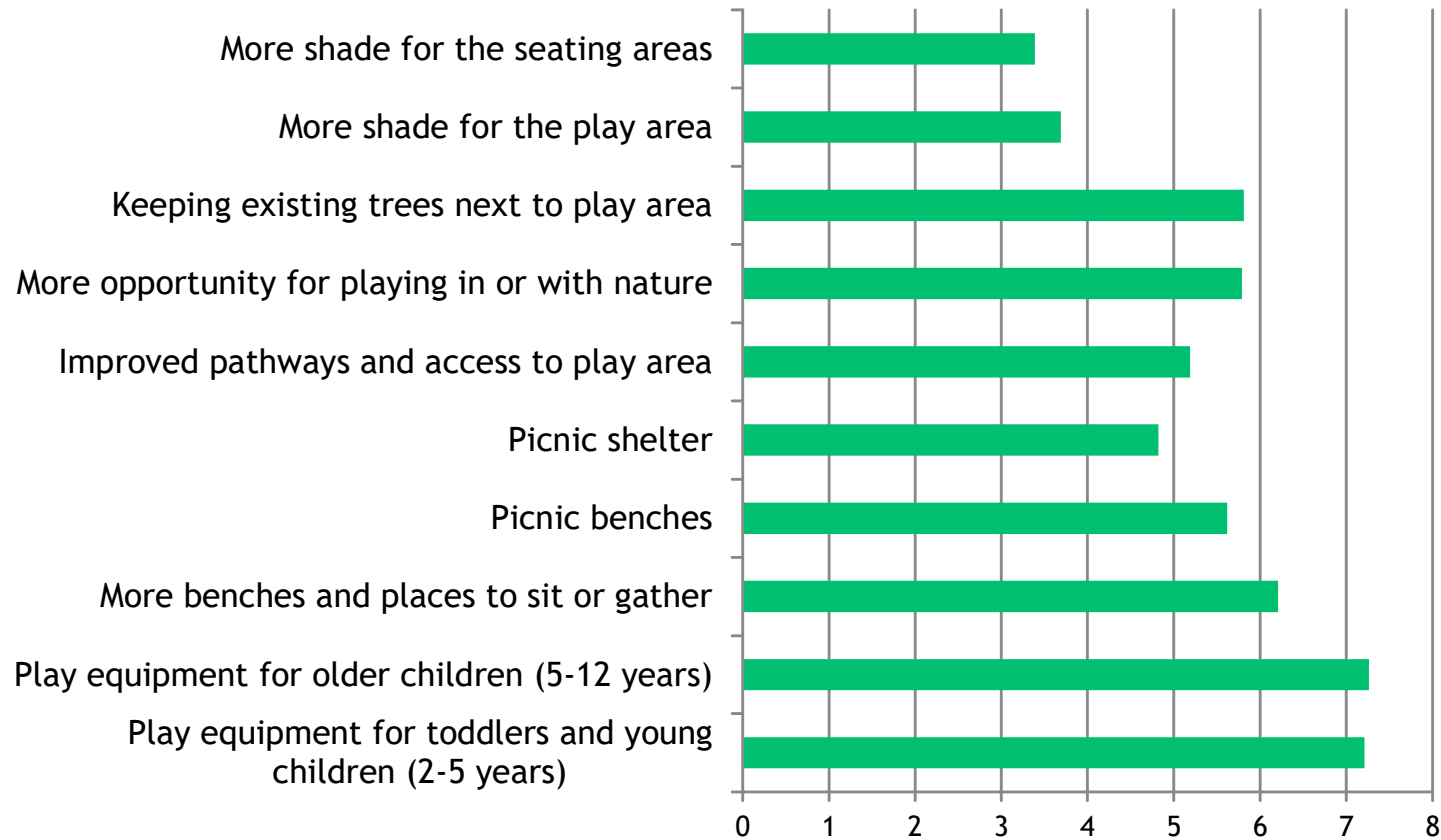 More shade for the seating areas
More shade for the play area
Keeping existing trees next to play area
More opportunity for playing in or with nature
Improved pathways and access to play area
Picnic shelter
Picnic benches
More benches and places to sit or gather
Play equipment for older children (5-12 years)
Play equipment for toddlers and young
children (2-5 years)
0 1 2 3 4 5 6 7 8